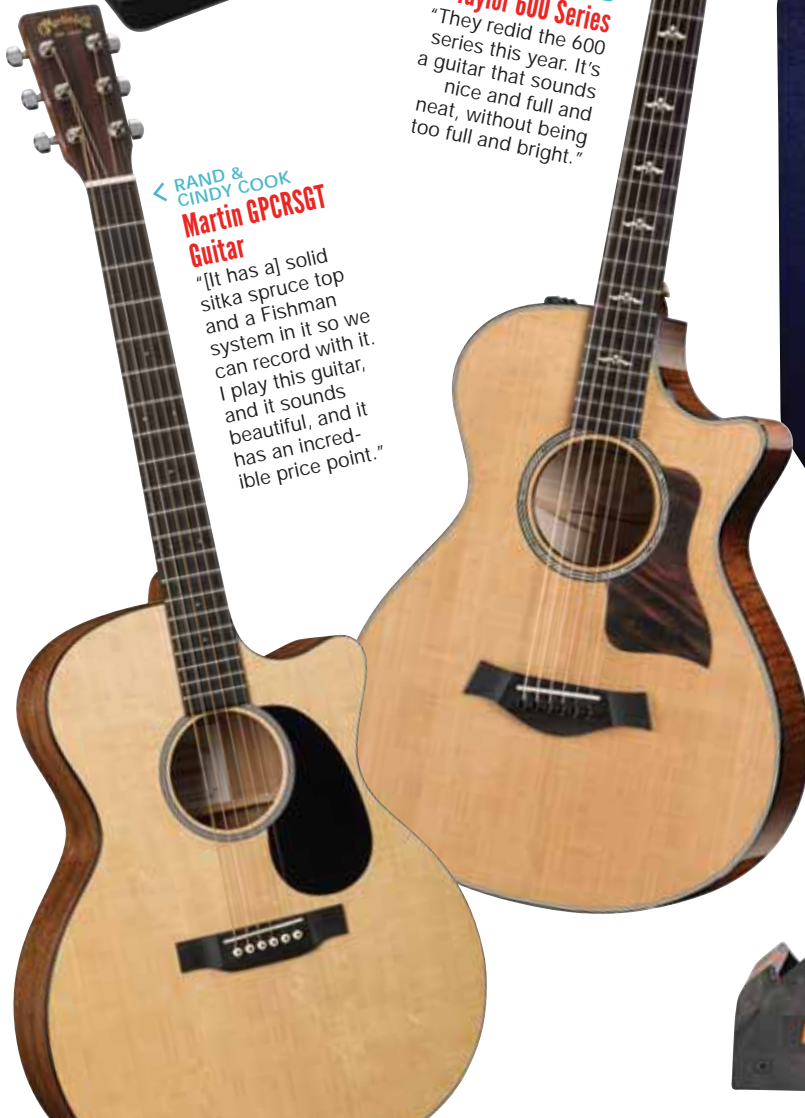 Martin & Co
RAND &
CINDY COOK
Martin GPCRSGT
Guitar
"[It has a] solid
sitka spruce top
and a Fishman
system in it so we
can record with it.
I play this guitar,
and it sounds
beautiful, and it
has an incred-
ible price point."
Taylor 600 Series
"They redid the 600
series this year. It's
a guitar that sounds
nice and full and
neat, without being
too full and bright."